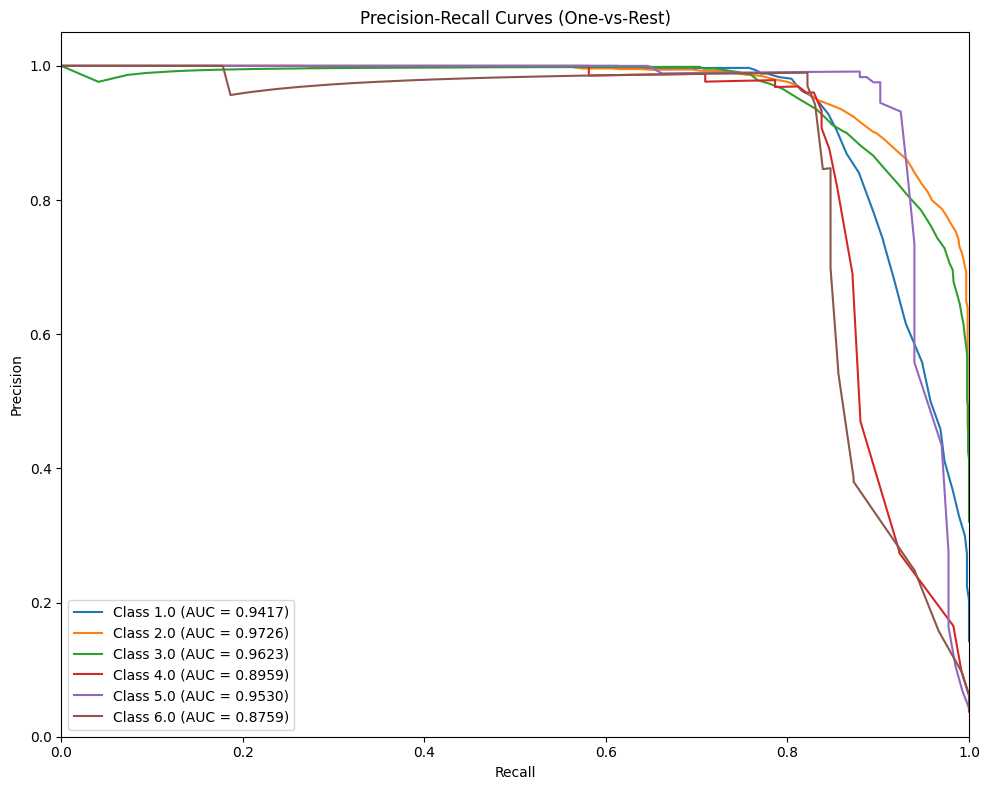 Precision-Recall Curves (One-vs-Rest)
1.0
0.8
0.6
0.4
0.2
0.0
Precision
Class 1.0 (AUC = 0.9417)
Class 2.0 (AUC = 0.9726)
Class 3.0 (AUC = 0.9623)
Class 4.0 (AUC = 0.8959)
Class 5.0 (AUC = 0.9530)
Class 6.0 (AUC = 0.8759)
0.0 0.2 0.4 0.6 0.8 1.0
Recall